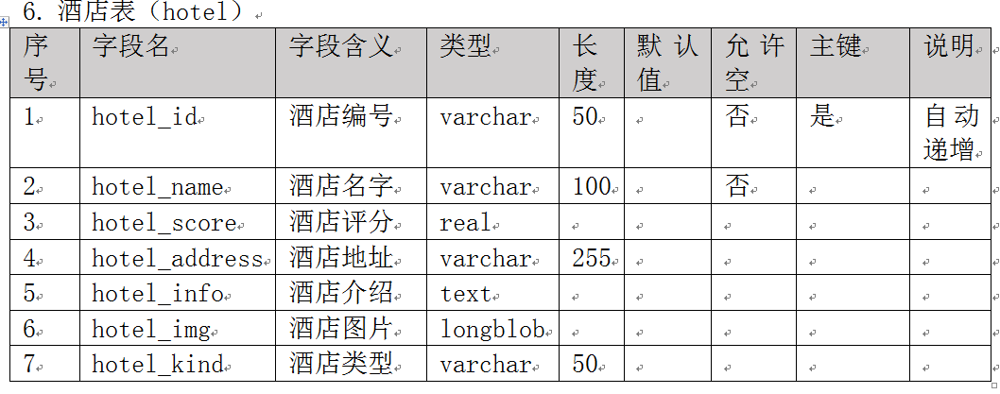 6. 酒店表（hotel）
序号 字段名 字段含义 类型 长度 默认值 允许空 主键 说明
1 hotel_id 酒店编号 varchar 50 否 是 自动递增
2 hotel_name 酒店名字 varchar 100 否
3 hotel_score 酒店评分 real
4 hotel_address 酒店地址 varchar 255
5 hotel_info 酒店介绍 text
6 hotel_img 酒店图片 longblob
7 hotel_kind 酒店类型 varchar 50